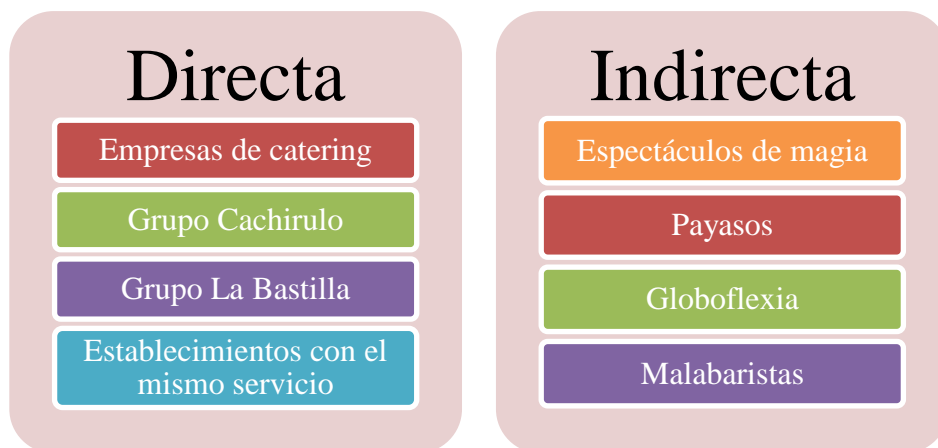 Directa
Empresas de catering
Grupo Cachirulo
Grupo La Bastilla
Establecimientos con el
mismo servicio
Indirecta
Espectáculos de magia
Payasos
Globoflexia
Malabaristas